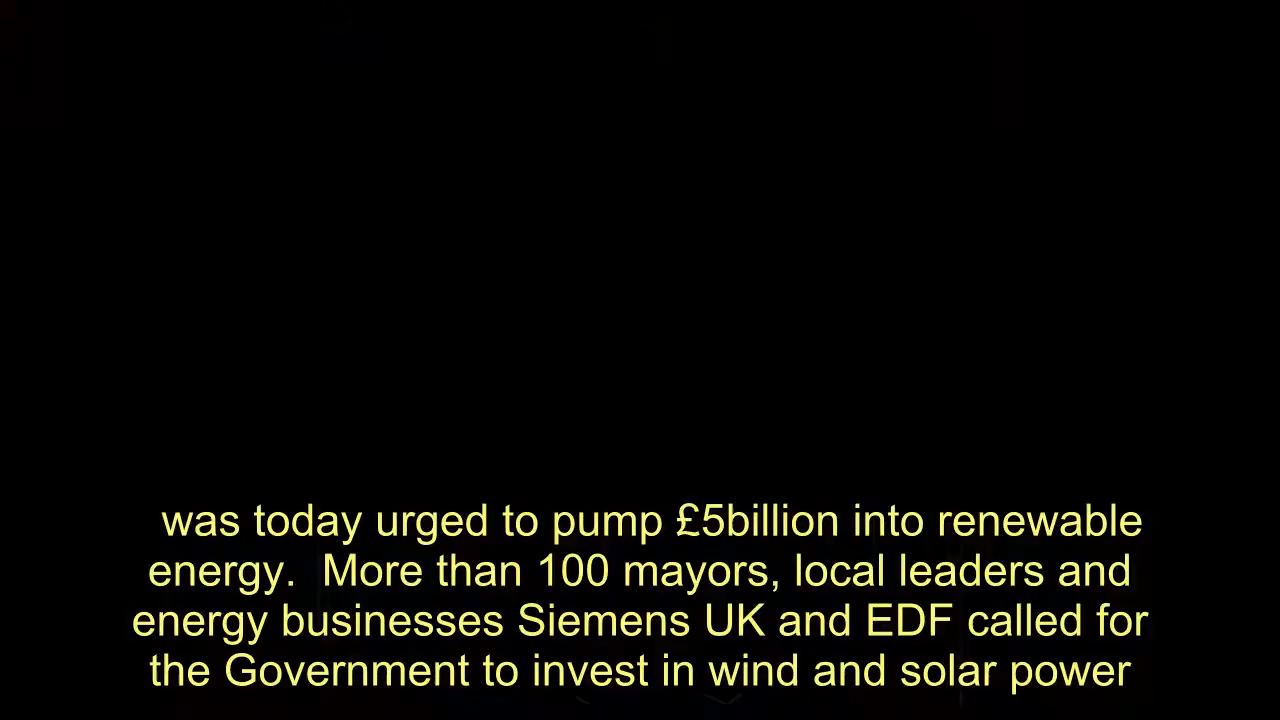 was today urged to pump £5billion into renewable
energy.  More than 100 mayors, local leaders and
energy businesses Siemens UK and EDF called for
the Government to invest in wind and solar power